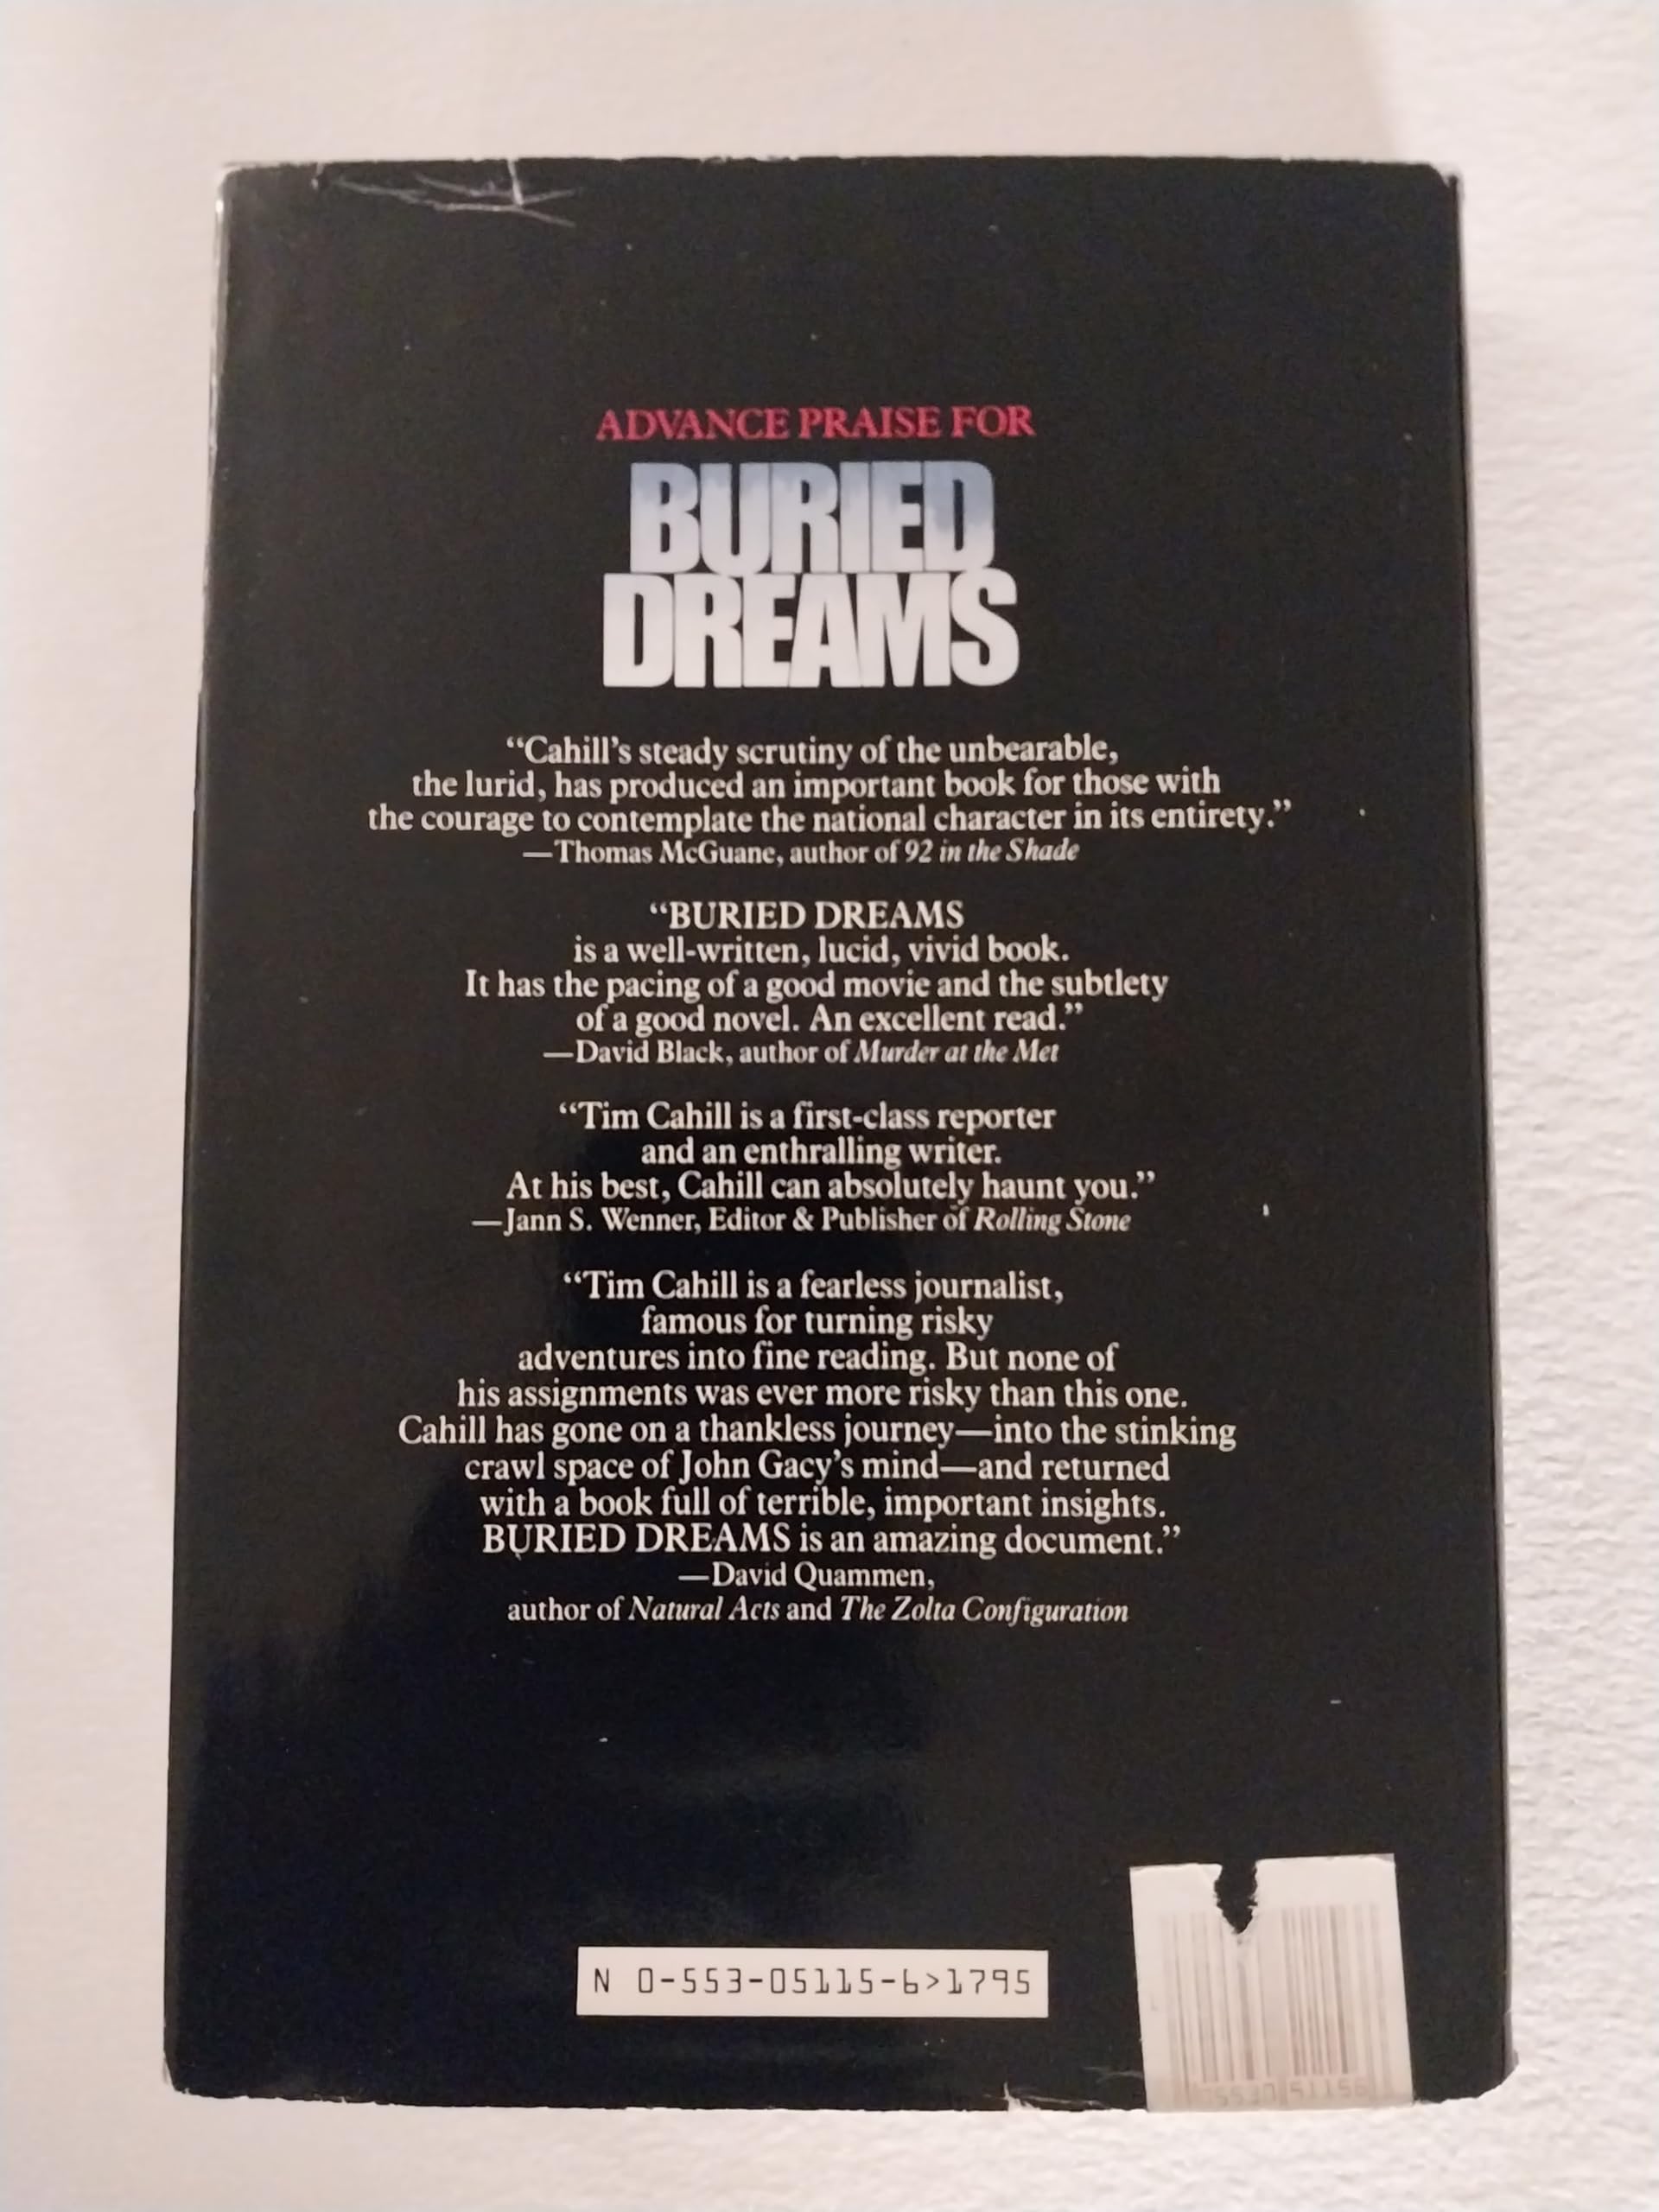 ADVANCE PRAISE FOR
BURIED
DREAMS
“Cahill’s steady scrutiny of the unbearable,
the lurid, has produced an important book for those with
the courage to contemplate the national character in its entirety.”
—Thomas McGuane, author of 92 in the Shade
“BURIED DREAMS
is a well-written, lucid, vivid book.
It has the pacing of a good movie and the subtlety
of a good novel. An excellent read.”
—David Black, author of Murder at the Met
“Tim Cahill is a first-class reporter
and an enthralling writer.
At his best, Cahill can absolutely haunt you.”
—Jann S. Wenner, Editor & Publisher of Rolling Stone
“Tim Cahill is a fearless journalist,
famous for turning risky
adventures into fine reading. But none of
his assignments was ever more risky than this one.
Cahill has gone on a thankless journey—into the stinking
crawl space of John Gacy’s mind—and returned
with a book full of terrible, important insights.
BURIED DREAMS is an amazing document.”
—David Quammen,
author of Natural Acts and The Zolta Configuration
N 0-553-05115-6>1795